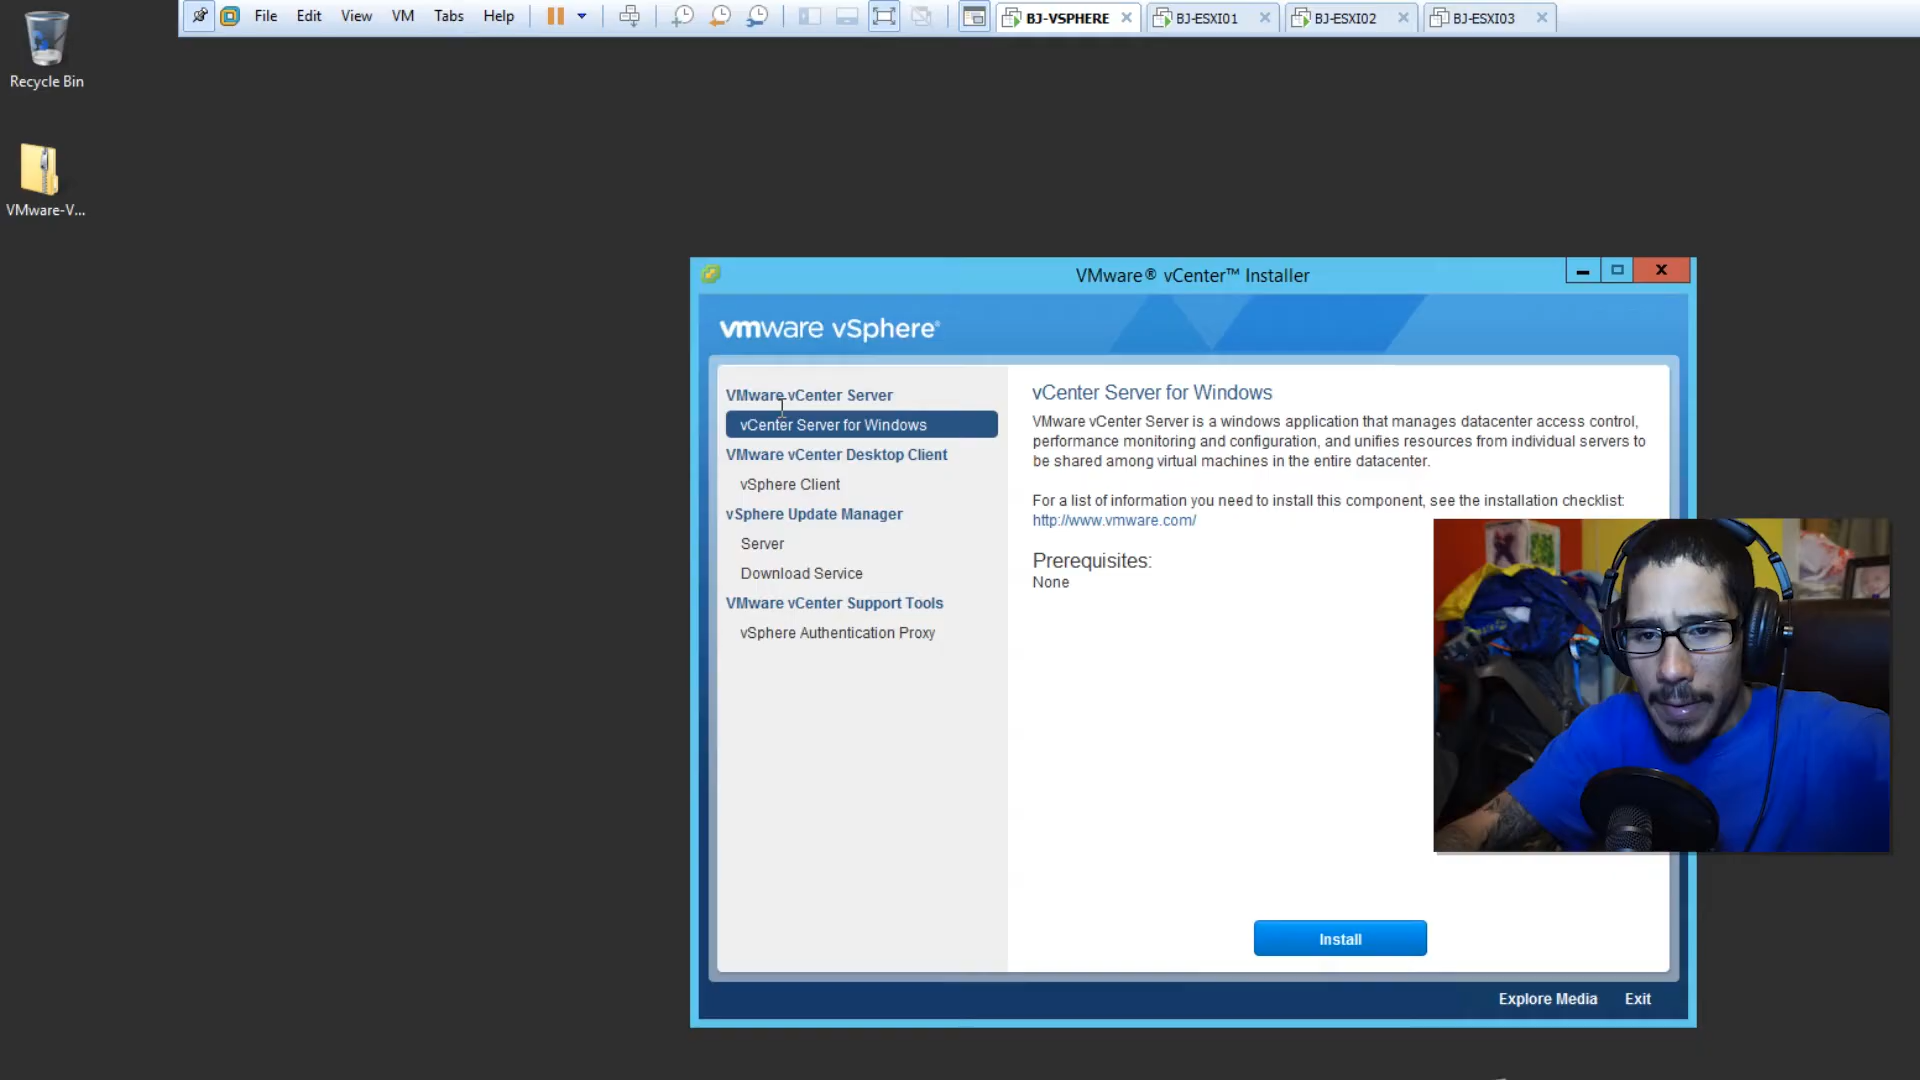 File Edit View VM Tabs Help
BJ-VSPHERE
BJ-ESXI01
BJ-ESXI02
BJ-ESXI03
Recycle Bin
VMware-V...
VMware® vCenter™ Installer
vmware vSphere®
VMware vCenter Server
vCenter Server for Windows
VMware vCenter Desktop Client
vSphere Client
vSphere Update Manager
Server
Download Service
VMware vCenter Support Tools
vSphere Authentication Proxy
vCenter Server for Windows
VMware vCenter Server is a windows application that manages datacenter access control,
performance monitoring and configuration, and unifies resources from individual servers to
be shared among virtual machines in the entire datacenter.
For a list of information you need to install this component, see the installation checklist:
http://www.vmware.com/
Prerequisites:
None
Install
Explore Media Exit